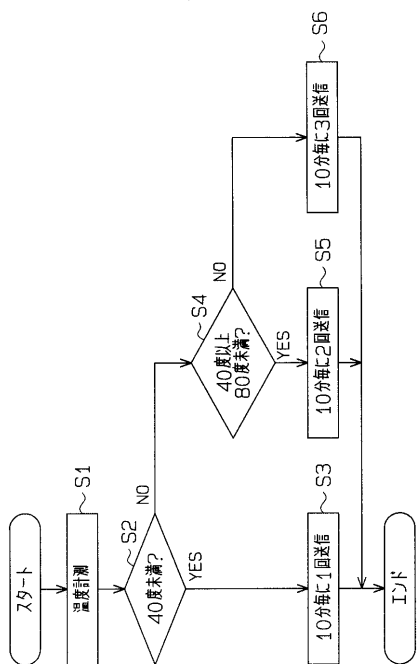 スタート
温度計測
S1
40度未満?
S2
NO
YES
40度以上
80度未満?
S4
NO
YES
10分毎に1回送信
S3
10分毎に2回送信
S5
10分毎に3回送信
S6
エンド